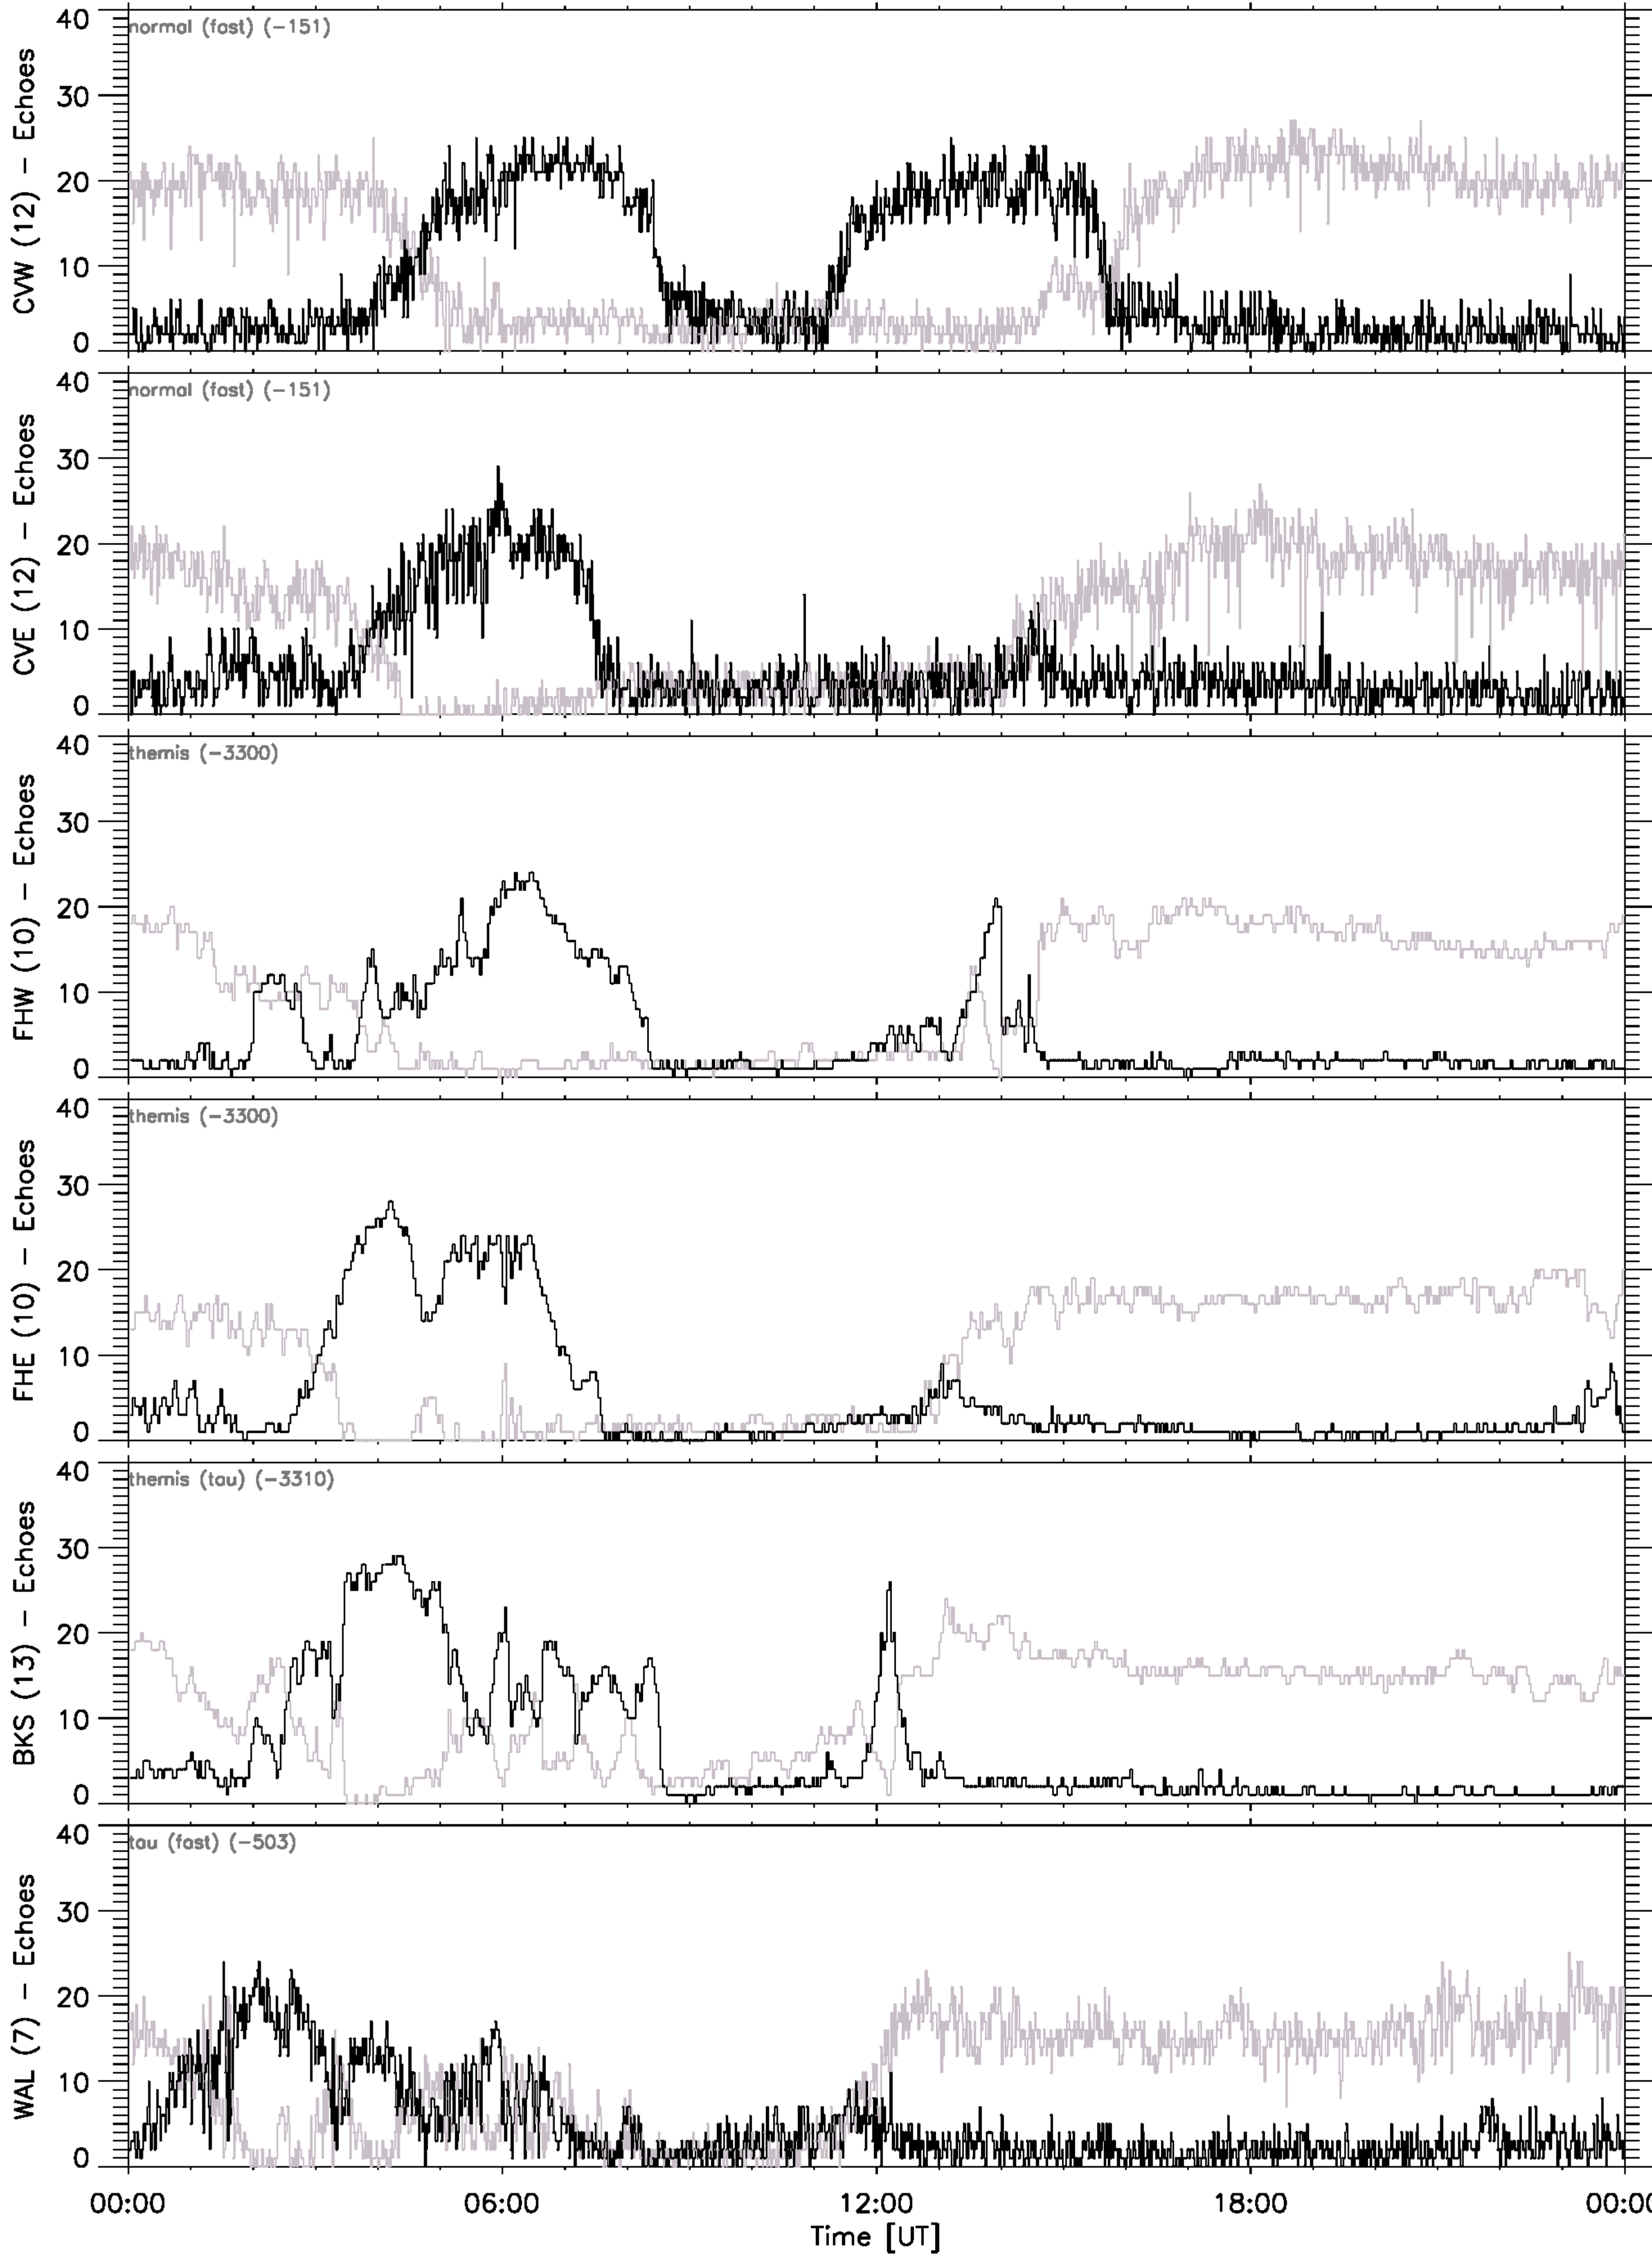 CVW (12) - Echoes
normal (fast) (-151)
40
30
20
10
0
CVE (12) - Echoes
normal (fast) (-151)
40
30
20
10
0
FHW (10) - Echoes
themis (-3300)
40
30
20
10
0
FHE (10) - Echoes
themis (-3300)
40
30
20
10
0
BKS (13) - Echoes
themis (tau) (-3310)
40
30
20
10
0
WAL (7) - Echoes
tau (fast) (-503)
40
30
20
10
0
00:00 06:00 12:00 18:00 00:00
Time [UT]